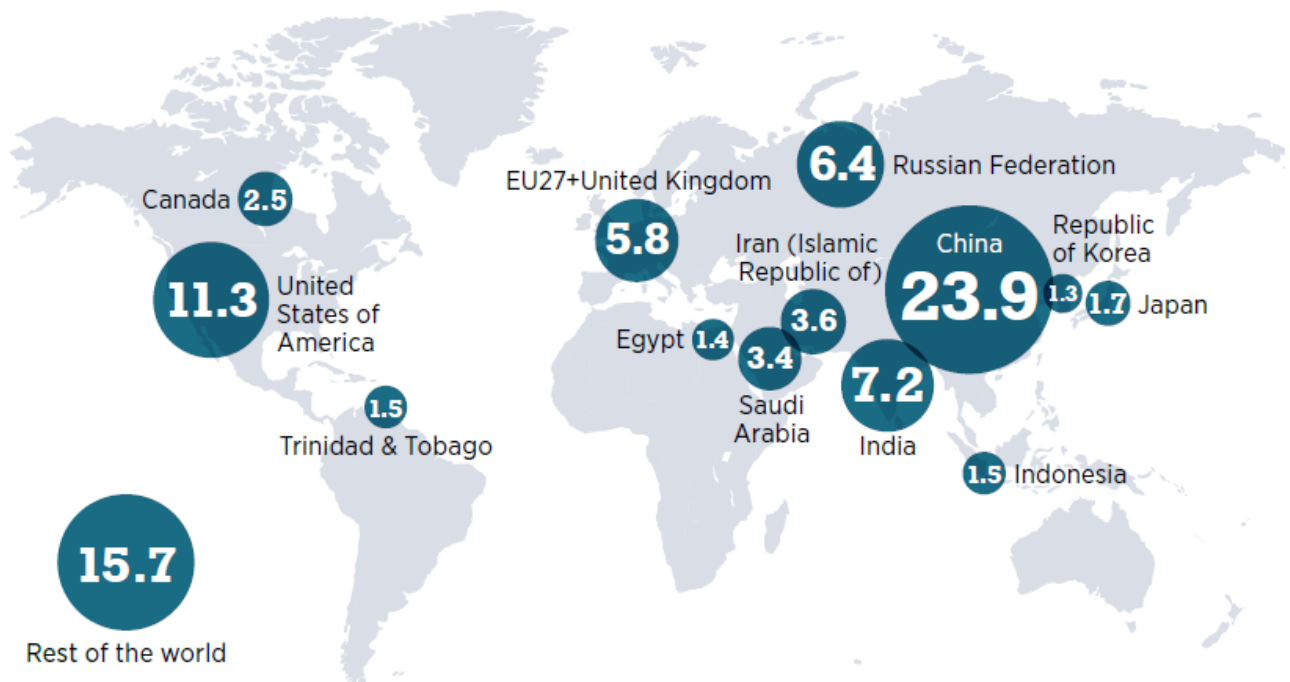 Canada
2.5
11.3
United
States of
America
1.5
Trinidad & Tobago
15.7
Rest of the world
EU27+United Kingdom
5.8
6.4
Russian Federation
Iran (Islamic
Republic of)
3.6
Egypt
1.4
3.4
Saudi
Arabia
China
23.9
Republic
of Korea
1.3
1.7
Japan
7.2
India
1.5
Indonesia